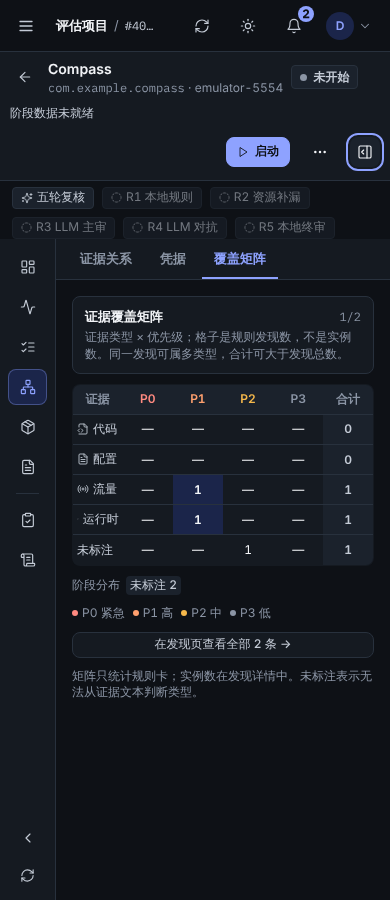 评估项目 / #40… 2 D
Compass
com.example.compass · emulator-5554 未开始
阶段数据未就绪
启动
五轮复核 R1 本地规则 R2 资源补漏
R3 LLM 主审 R4 LLM 对抗 R5 本地终审
证据关系 凭据 覆盖矩阵
证据覆盖矩阵 1/2
证据类型 × 优先级；格子是规则发现数，不是实例
数。同一发现可属多类型，合计可大于发现总数。
证据 P0 P1 P2 P3 合计
代码 — — — — 0
配置 — — — — 0
流量 — 1 — — 1
运行时 — 1 — — 1
未标注 — — 1 — 1
阶段分布 未标注 2
P0 紧急 P1 高 P2 中 P3 低
在发现页查看全部 2 条 →
矩阵只统计规则卡；实例数在发现详情中。未标注表示无
法从证据文本判断类型。